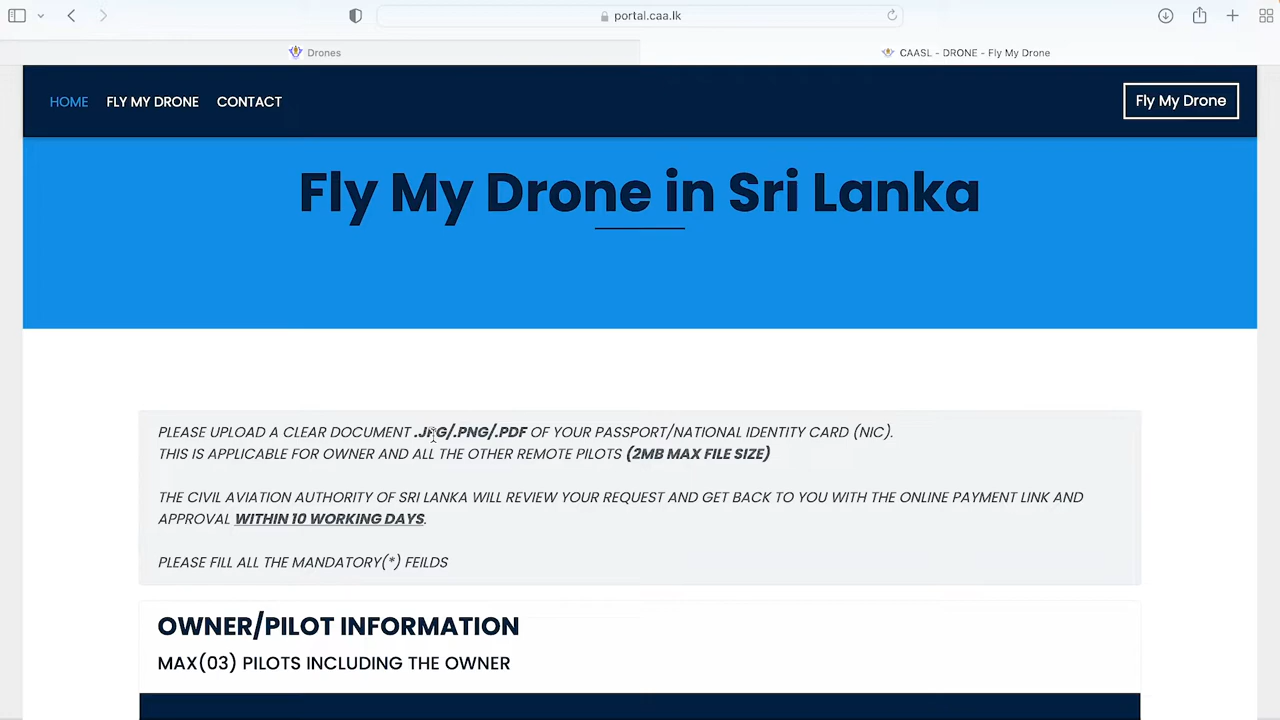 portal.caa.lk
Drones
CAASL - DRONE - Fly My Drone
HOME FLY MY DRONE CONTACT
Fly My Drone
Fly My Drone in Sri Lanka
PLEASE UPLOAD A CLEAR DOCUMENT .JPG/.PNG/.PDF OF YOUR PASSPORT/NATIONAL IDENTITY CARD (NIC).
THIS IS APPLICABLE FOR OWNER AND ALL THE OTHER REMOTE PILOTS (2MB MAX FILE SIZE)
THE CIVIL AVIATION AUTHORITY OF SRI LANKA WILL REVIEW YOUR REQUEST AND GET BACK TO YOU WITH THE ONLINE PAYMENT LINK AND
APPROVAL WITHIN 10 WORKING DAYS.
PLEASE FILL ALL THE MANDATORY(*) FEILDS
OWNER/PILOT INFORMATION
MAX(03) PILOTS INCLUDING THE OWNER